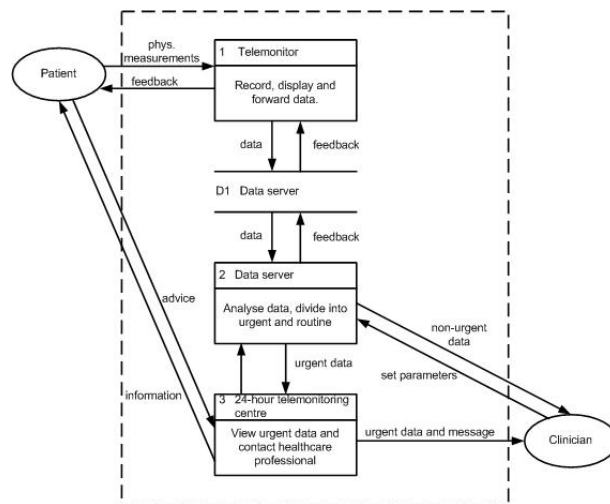 phys.
measurements
Patient
feedback
1 Telemonitor
Record, display and
forward data.
data
feedback
D1 Data server
data
feedback
2 Data server
Analyse data, divide into
urgent and routine
advice
non-urgent
data
urgent data
set parameters
information
3 24-hour telemonitoring
centre
View urgent data and
contact healthcare
professional
urgent data and message
Clinician